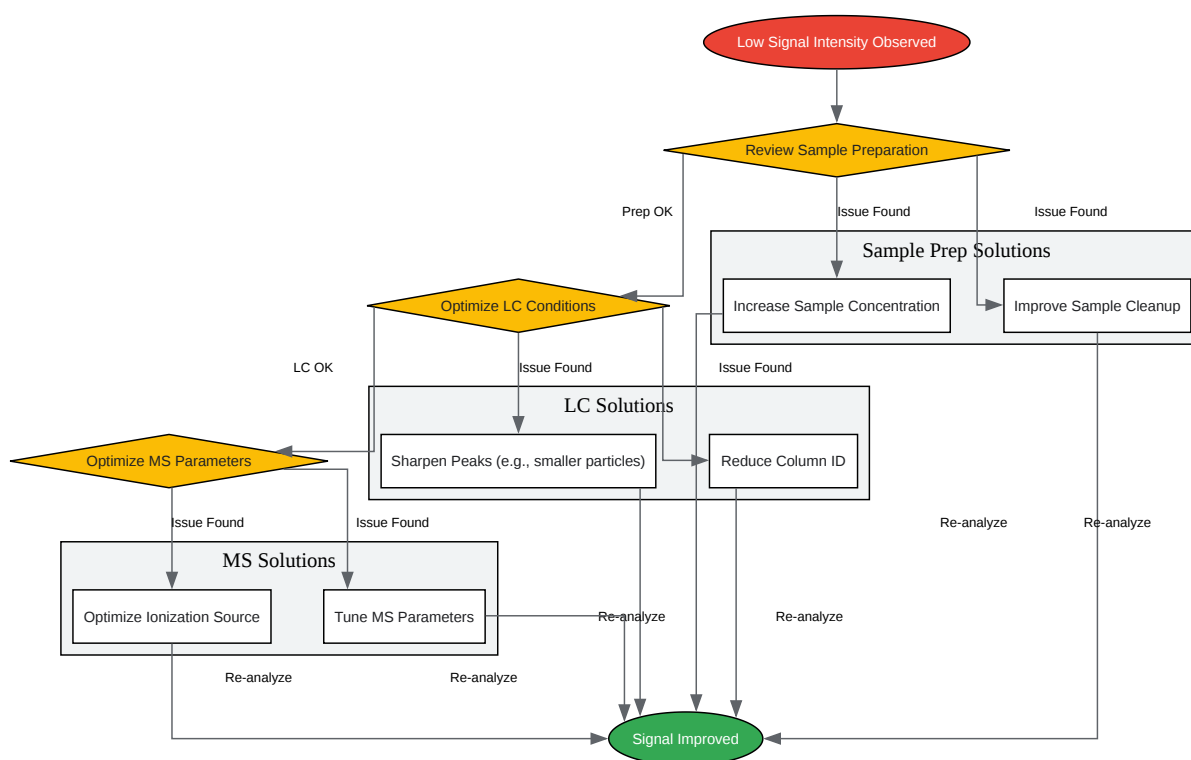 Low Signal Intensity Observed
Review Sample Preparation
Prep OK
Issue Found
Issue Found
Sample Prep Solutions
Optimize LC Conditions
Increase Sample Concentration
Improve Sample Cleanup
LC OK
Issue Found
Issue Found
LC Solutions
Optimize MS Parameters
Sharpen Peaks (e.g., smaller particles)
Reduce Column ID
Issue Found
Issue Found
Re-analyze
Re-analyze
MS Solutions
Optimize Ionization Source
Tune MS Parameters
Re-analyze
Re-analyze
Re-analyze
Re-analyze
Signal Improved